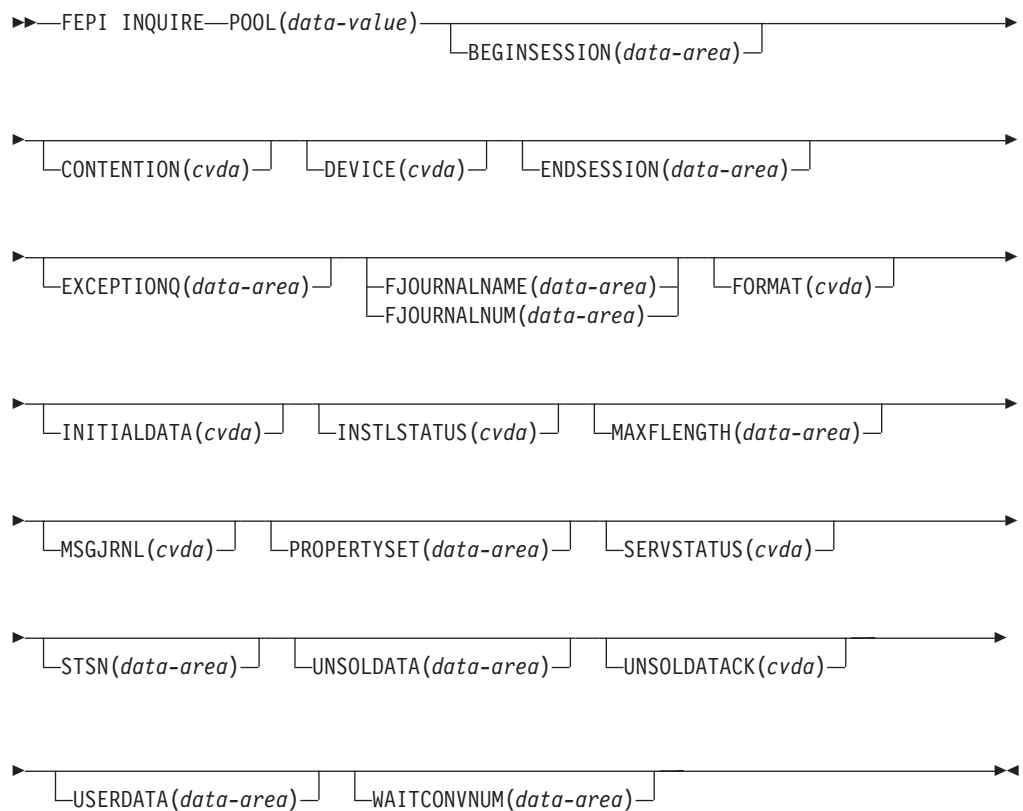 FEPI INQUIRE POOL(data-value)
BEGINSESSION(data-area)
CONTENTION(cvda) DEVICE(cvda) ENDSESSION(data-area)
EXCEPTIONQ(data-area) FJOURNALNAME(data-area) FORMAT(cvda)
FJOURNALNUM(data-area)
INITIALDATA(cvda) INSTLSTATUS(cvda) MAXFLENGTH(data-area)
MSGJRNL(cvda) PROPERTYSET(data-area) SERVSTATUS(cvda)
STSN(data-area) UNSOLDATA(data-area) UNSOLDATACK(cvda)
USERDATA(data-area) WAITCONVNUM(data-area)